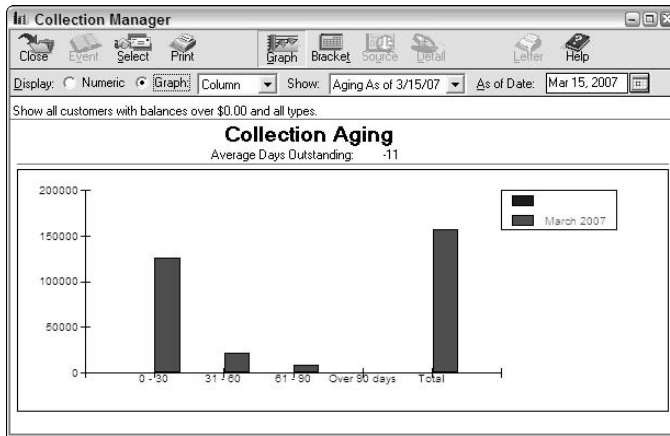 Collection Manager
Close Event Select Print Graph Bracket Source Detail Letter Help
Display: Numeric Graph: Column Show: Aging As of 3/15/07 As of Date: Mar 15, 2007
Show all customers with balances over $0.00 and all types.
Collection Aging
Average Days Outstanding: -11
200000
March 2007
150000
100000
50000
0
0 - 30 31 - 60 61 - 90 Over 90 days Total